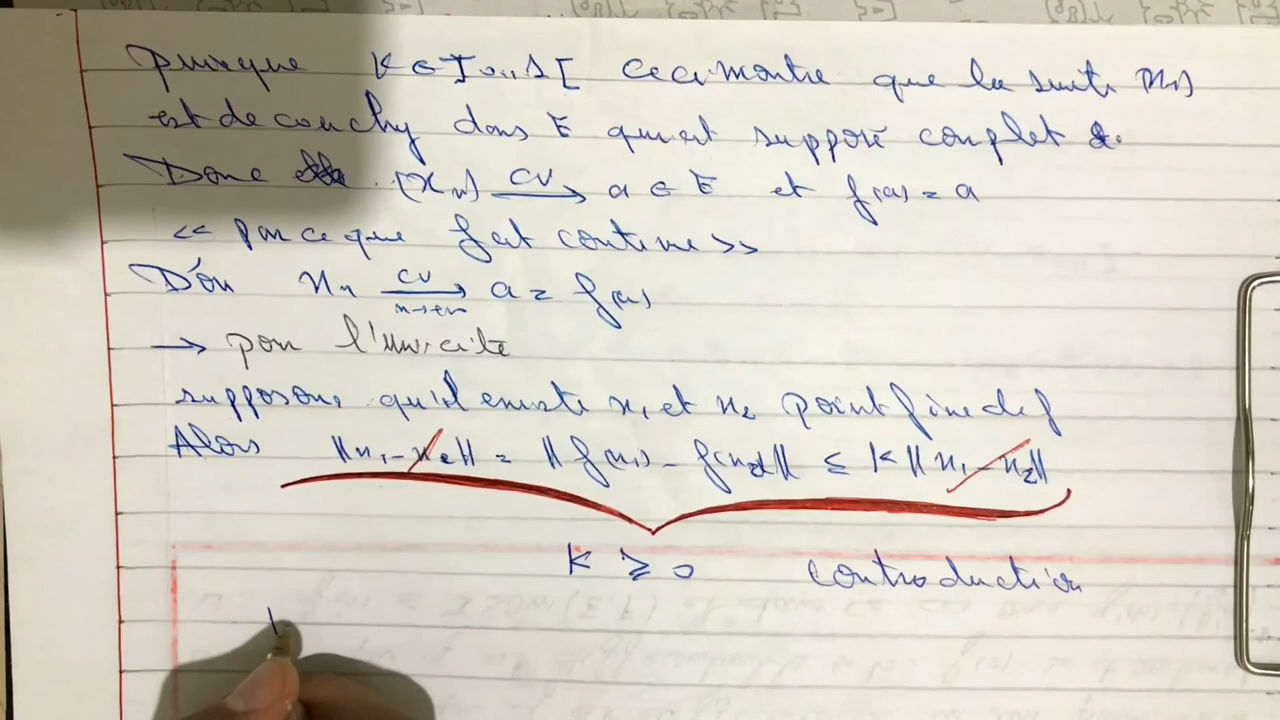 puisque K∈]0,1[ ceci montre que la suite (xn)
est de couchy dans E qui est supposé complet
Donc (xn) cv→ a ∈ E et f(a) = a
<< parce que f est continue >>
D'où xn cv→ n→+∞ a = f(a)
→ pour l'unicité
supposons qu'il existe x1 et x2 point fixe de f
Alors ||x1-x2|| = ||f(x1)-f(x2)|| ≤ K||x1-x2||
K ⩾ 0 controduction